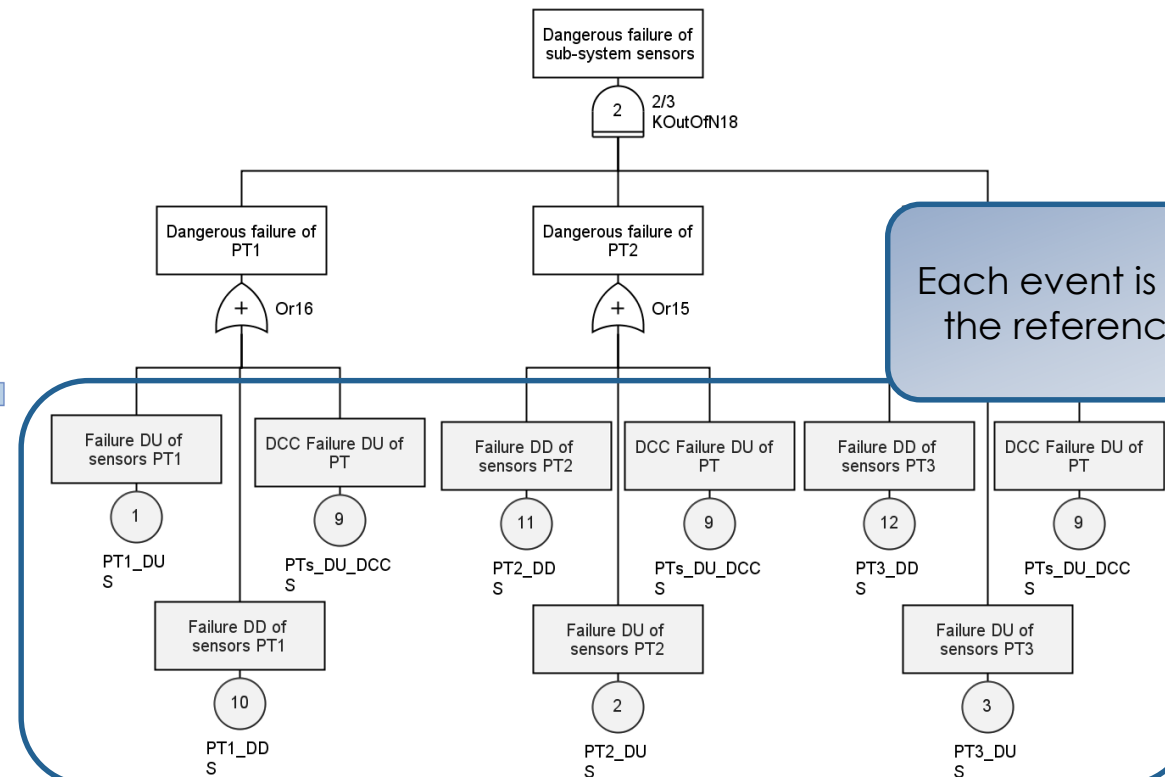 Dangerous failure of
sub-system sensors
2
2/3
KOutOfN18
Dangerous failure of
PT1
Dangerous failure of
PT2
Each event is
the referenc
+
Or16
+
Or15
Failure DU of
sensors PT1
DCC Failure DU of
PT
Failure DD of
sensors PT2
DCC Failure DU of
PT
Failure DD of
sensors PT3
DCC Failure DU of
PT
1
9
11
9
12
9
PT1_DU
S
PTs_DU_DCC
S
PT2_DD
S
PTs_DU_DCC
S
PT3_DD
S
PTs_DU_DCC
S
Failure DD of
sensors PT1
Failure DU of
sensors PT2
Failure DU of
sensors PT3
10
2
3
PT1_DD
S
PT2_DU
S
PT3_DU
S